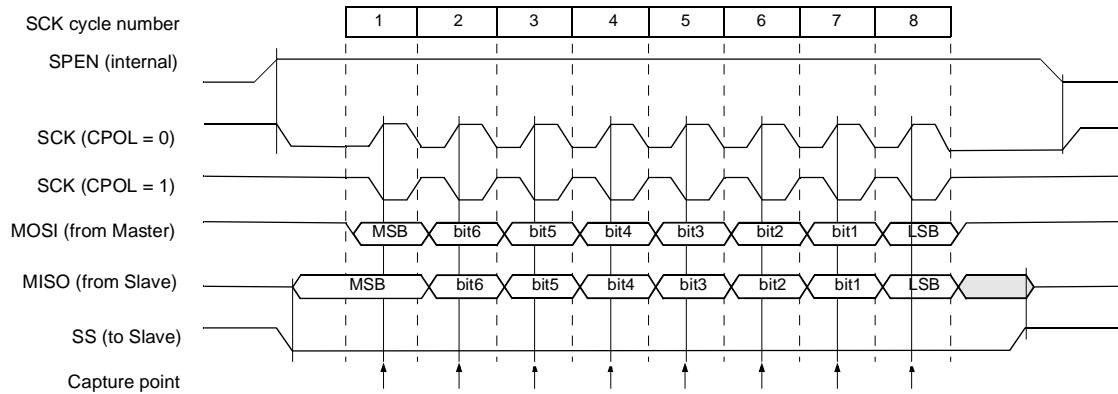 SCK cycle number 1 2 3 4 5 6 7 8
SPEN (internal)
SCK (CPOL = 0)
SCK (CPOL = 1)
MOSI (from Master) MSB bit6 bit5 bit4 bit3 bit2 bit1 LSB
MISO (from Slave) MSB bit6 bit5 bit4 bit3 bit2 bit1 LSB
SS (to Slave)
Capture point